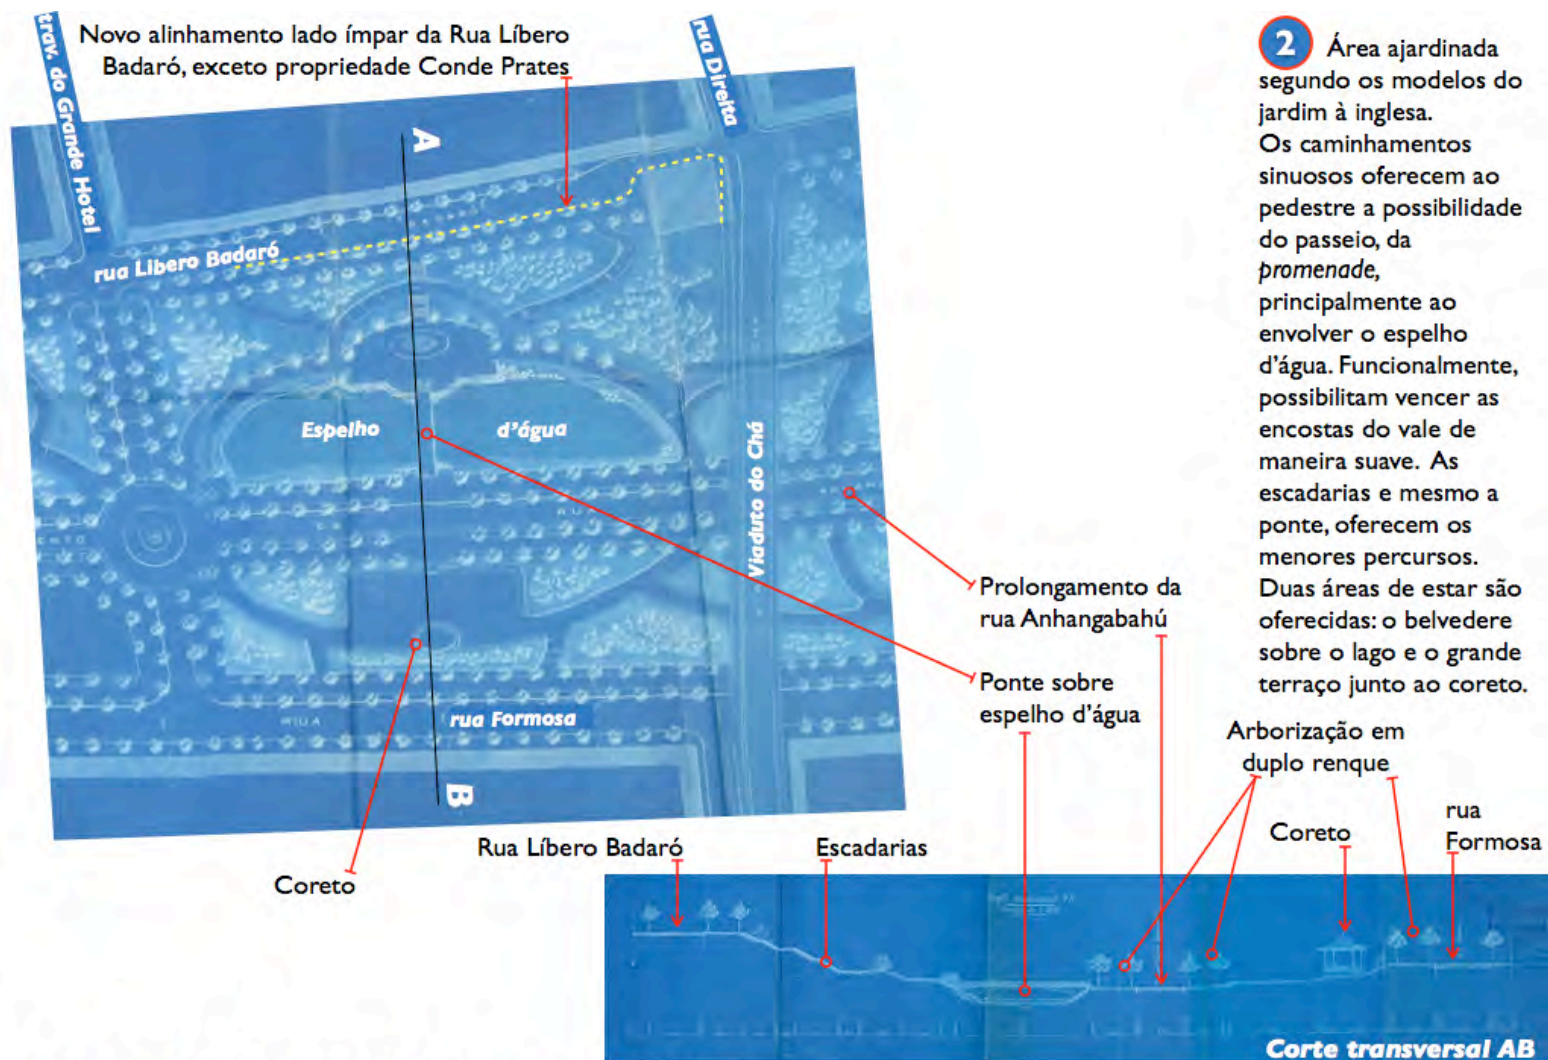 Novo alinhamento lado ímpar da Rua Líbero
Badaró, exceto propriedade Conde Prates
trav. do Grande Hotel
rua Direita
A
rua Libero Badaró
Espelho d'água
Viaduto do Chá
RUA
RUA
rua Formosa
B
Coreto
Prolongamento da
rua Anhangabahú
Ponte sobre
espelho d'água
2 Área ajardinada
segundo os modelos do
jardim à inglesa.
Os caminhamentos
sinuosos oferecem ao
pedestre a possibilidade
do passeio, da
promenade,
principalmente ao
envolver o espelho
d'água. Funcionalmente,
possibilitam vencer as
encostas do vale de
maneira suave. As
escadarias e mesmo a
ponte, oferecem os
menores percursos.
Duas áreas de estar são
oferecidas: o belvedere
sobre o lago e o grande
terraço junto ao coreto.
Arborização em
duplo renque
Rua Líbero Badaró
Escadarias
Coreto
rua
Formosa
Corte transversal AB